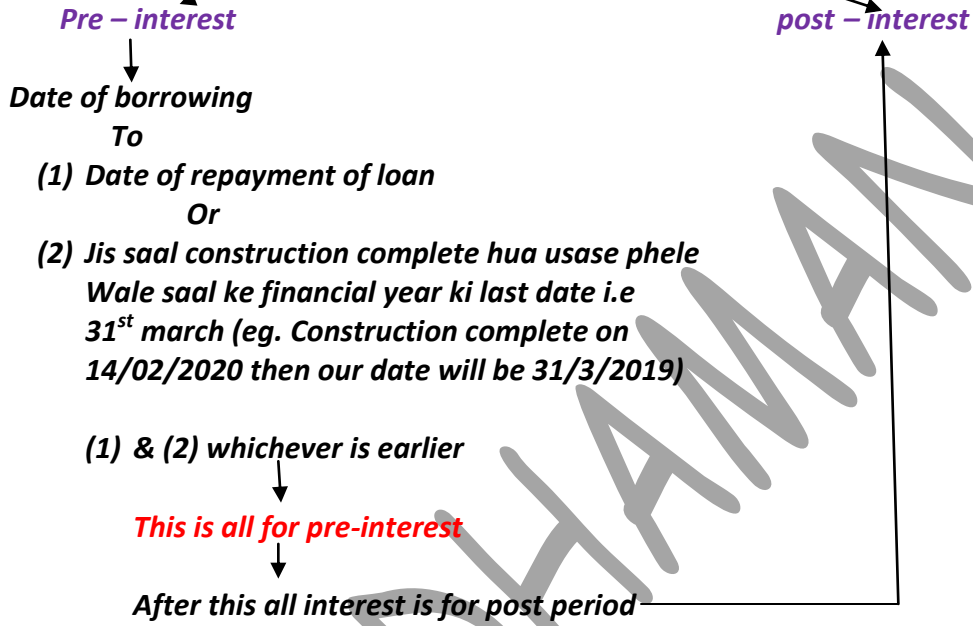 Pre – interest
post – interest
Date of borrowing
To
(1) Date of repayment of loan
Or
(2) Jis saal construction complete hua usase phele
Wale saal ke financial year ki last date i.e
31st march (eg. Construction complete on
14/02/2020 then our date will be 31/3/2019)
(1) & (2) whichever is earlier
This is all for pre-interest
After this all interest is for post period